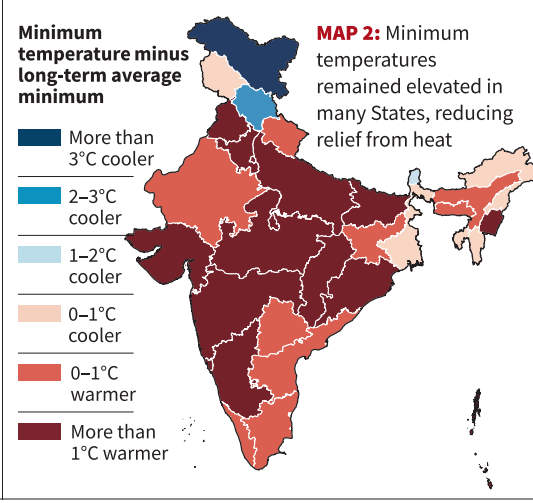 Minimum
temperature minus
long-term average
minimum
More than
3°C cooler
2–3°C
cooler
1–2°C
cooler
0–1°C
cooler
0–1°C
warmer
More than
1°C warmer
MAP 2: Minimum
temperatures
remained elevated in
many States, reducing
relief from heat